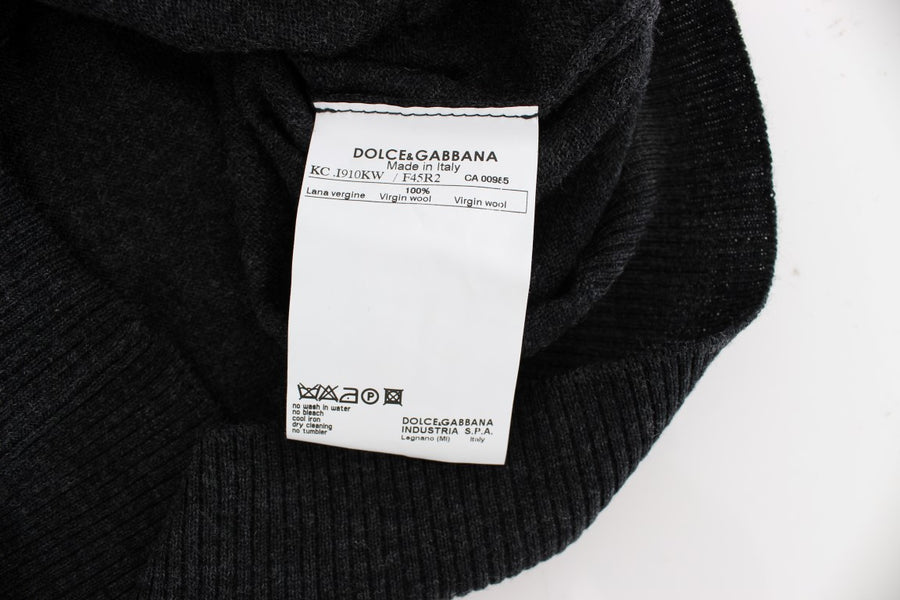 DOLCE&GABBANA
Made in Italy
KC .I910KW / F45R2 CA 00965
100%
Lana vergine Virgin wool Virgin wool
P
no wash in water
no bleach
cool iron
dry cleaning
no tumbler
DOLCE&GABBANA
INDUSTRIA S.P.A.
Legnano (MI) Italy